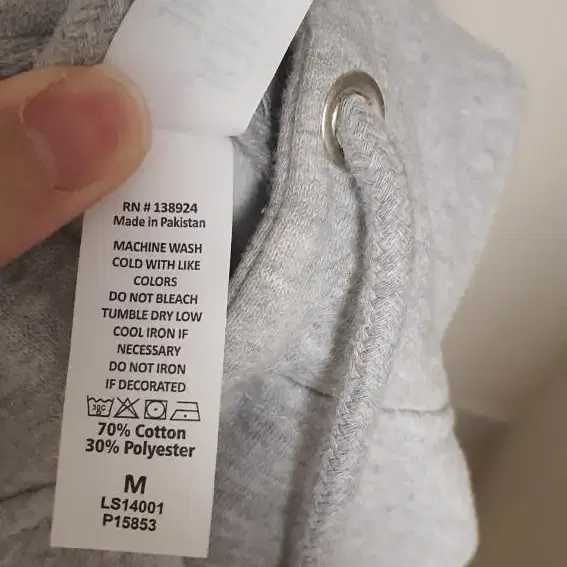 RN # 138924
Made in Pakistan
MACHINE WASH
COLD WITH LIKE
COLORS
DO NOT BLEACH
TUMBLE DRY LOW
COOL IRON IF
NECESSARY
DO NOT IRON
IF DECORATED
30C
70% Cotton
30% Polyester
M
LS14001
P15853